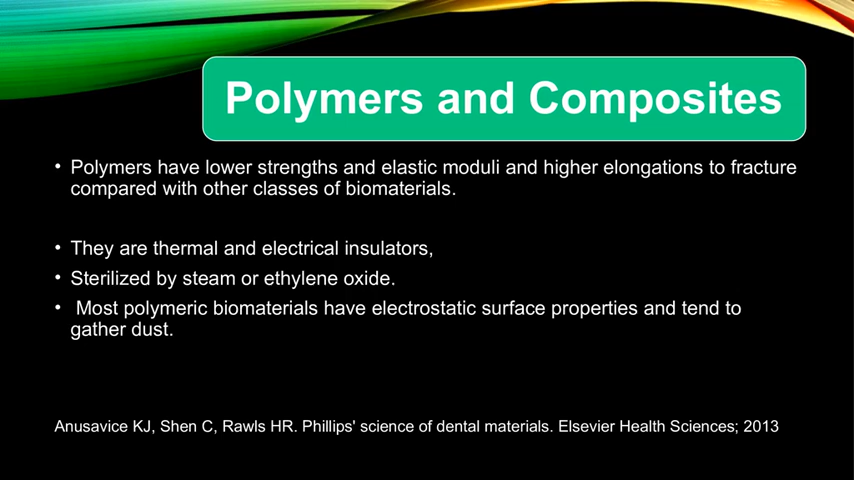 Polymers and Composites
• Polymers have lower strengths and elastic moduli and higher elongations to fracture
compared with other classes of biomaterials.
• They are thermal and electrical insulators,
• Sterilized by steam or ethylene oxide.
• Most polymeric biomaterials have electrostatic surface properties and tend to
gather dust.
Anusavice KJ, Shen C, Rawls HR. Phillips' science of dental materials. Elsevier Health Sciences; 2013